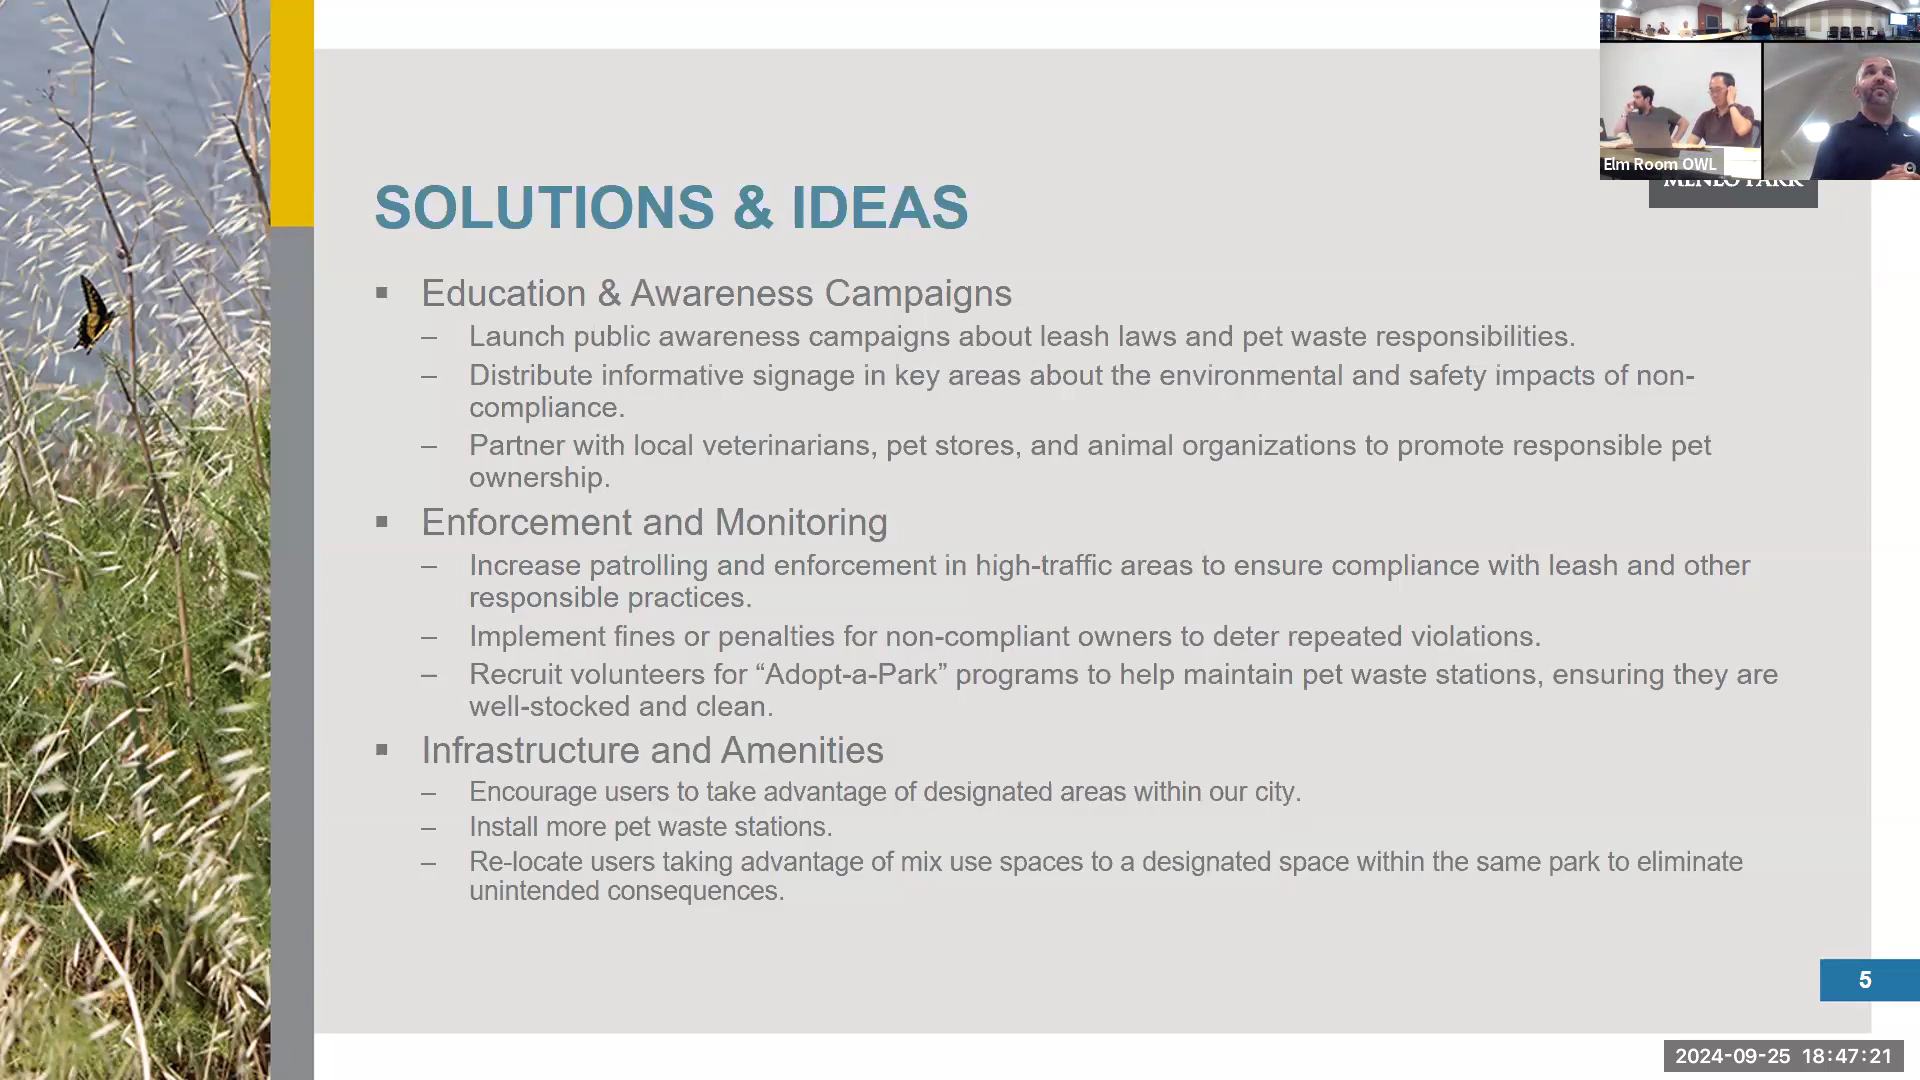 Elm Room OWL
MENLO PARK
SOLUTIONS & IDEAS
▪ Education & Awareness Campaigns
– Launch public awareness campaigns about leash laws and pet waste responsibilities.
– Distribute informative signage in key areas about the environmental and safety impacts of non-
compliance.
– Partner with local veterinarians, pet stores, and animal organizations to promote responsible pet
ownership.
▪ Enforcement and Monitoring
– Increase patrolling and enforcement in high-traffic areas to ensure compliance with leash and other
responsible practices.
– Implement fines or penalties for non-compliant owners to deter repeated violations.
– Recruit volunteers for “Adopt-a-Park” programs to help maintain pet waste stations, ensuring they are
well-stocked and clean.
▪ Infrastructure and Amenities
– Encourage users to take advantage of designated areas within our city.
– Install more pet waste stations.
– Re-locate users taking advantage of mix use spaces to a designated space within the same park to eliminate
unintended consequences.
5
2024-09-25 18:47:21